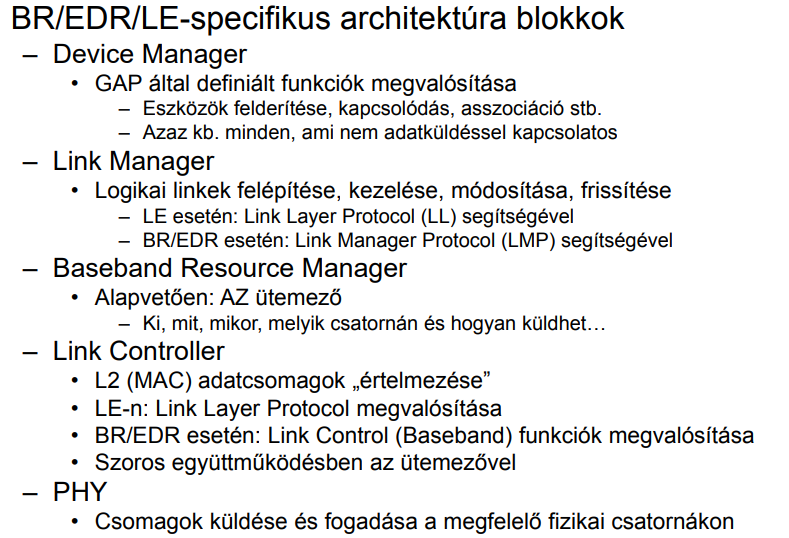 BR/EDR/LE-specifikus architektúra blokkok
– Device Manager
• GAP által definiált funkciók megvalósítása
– Eszközök felderítése, kapcsolódás, asszociáció stb.
– Azaz kb. minden, ami nem adatküldéssel kapcsolatos
– Link Manager
• Logikai linkek felépítése, kezelése, módosítása, frissítése
– LE esetén: Link Layer Protocol (LL) segítségével
– BR/EDR esetén: Link Manager Protocol (LMP) segítségével
– Baseband Resource Manager
• Alapvetően: AZ ütemező
– Ki, mit, mikor, melyik csatornán és hogyan küldhet…
– Link Controller
• L2 (MAC) adatcsomagok „értelmezése”
• LE-n: Link Layer Protocol megvalósítása
• BR/EDR esetén: Link Control (Baseband) funkciók megvalósítása
• Szoros együttműködésben az ütemezővel
– PHY
• Csomagok küldése és fogadása a megfelelő fizikai csatornákon